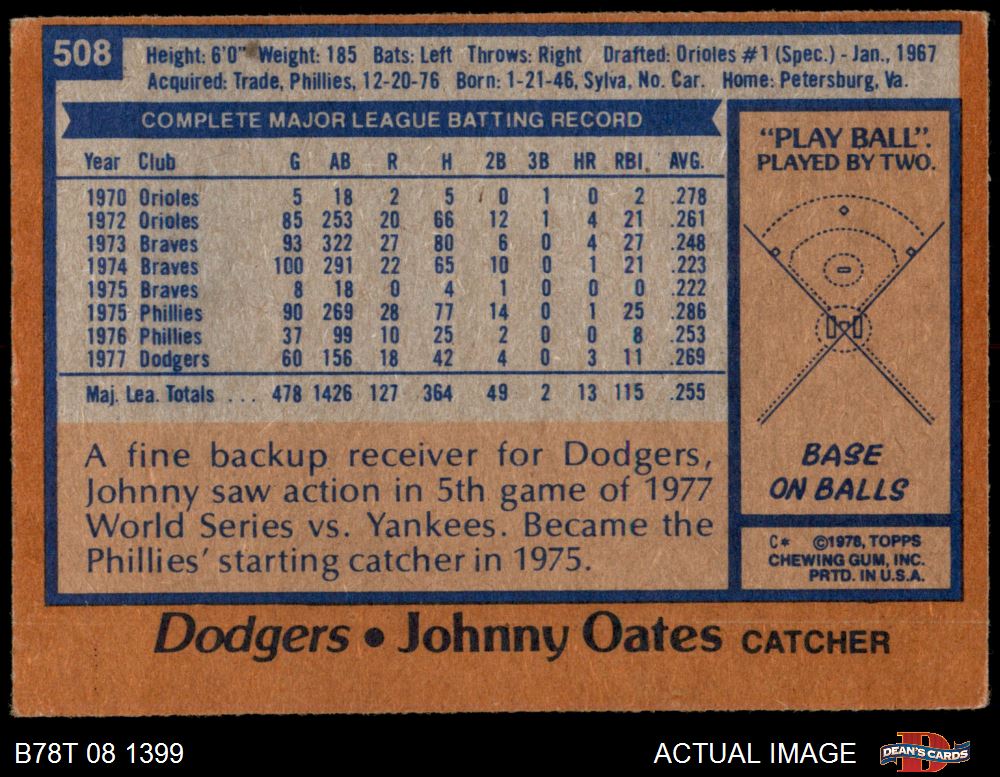 508
Height: 6'0" Weight: 185 Bats: Left Throws: Right Drafted: Orioles #1 (Spec.) - Jan., 1967
Acquired: Trade, Phillies, 12-20-76 Born: 1-21-46, Sylva, No. Car. Home: Petersburg, Va.
COMPLETE MAJOR LEAGUE BATTING RECORD
Year Club G AB R H 2B 3B HR RBI. AVG.
1970 Orioles 5 18 2 5 0 1 0 2 .278
1972 Orioles 85 253 20 66 12 1 4 21 .261
1973 Braves 93 322 27 80 6 0 4 27 .248
1974 Braves 100 291 22 65 10 0 1 21 .223
1975 Braves 8 18 0 4 1 0 0 0 .222
1975 Phillies 90 269 28 77 14 0 1 25 .286
1976 Phillies 37 99 10 25 2 0 0 8 .253
1977 Dodgers 60 156 18 42 4 0 3 11 .269
Maj. Lea. Totals ... 478 1426 127 364 49 2 13 115 .255
A fine backup receiver for Dodgers,
Johnny saw action in 5th game of 1977
World Series vs. Yankees. Became the
Phillies' starting catcher in 1975.
"PLAY BALL".
PLAYED BY TWO.
BASE
ON BALLS
C* ©1978, TOPPS
CHEWING GUM, INC.
PRTD. IN U.S.A.
Dodgers • Johnny Oates CATCHER
B78T 08 1399
ACTUAL IMAGE
DEAN'S CARDS